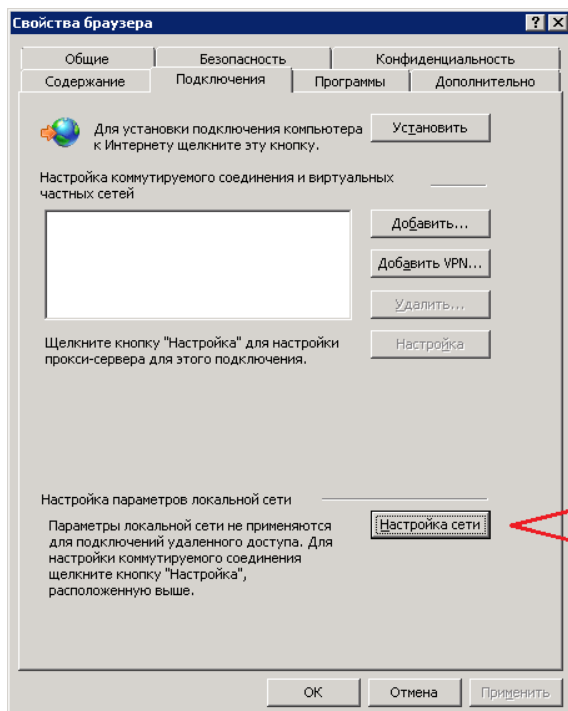 Свойства браузера
Общие Безопасность Конфиденциальность
Содержание Подключения Программы Дополнительно
Для установки подключения компьютера
к Интернету щелкните эту кнопку.
Установить
Настройка коммутируемого соединения и виртуальных
частных сетей
Добавить...
Добавить VPN...
Удалить...
Щелкните кнопку "Настройка" для настройки
прокси-сервера для этого подключения.
Настройка
Настройка параметров локальной сети
Параметры локальной сети не применяются
для подключений удаленного доступа. Для
настройки коммутируемого соединения
щелкните кнопку "Настройка",
расположенную выше.
Настройка сети
ОК Отмена Применить